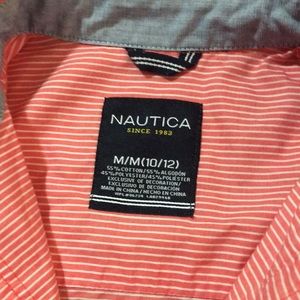 NAUTICA
SINCE 1983
M/M(10/12)
55% COTTON/55% ALGODÓN
45% POLYESTER/45% POLIÉSTER
EXCLUSIVE OF DECORATION/
EXCLUSIVO DE DECORACIÓN
MADE IN CHINA / HECHO EN CHINA